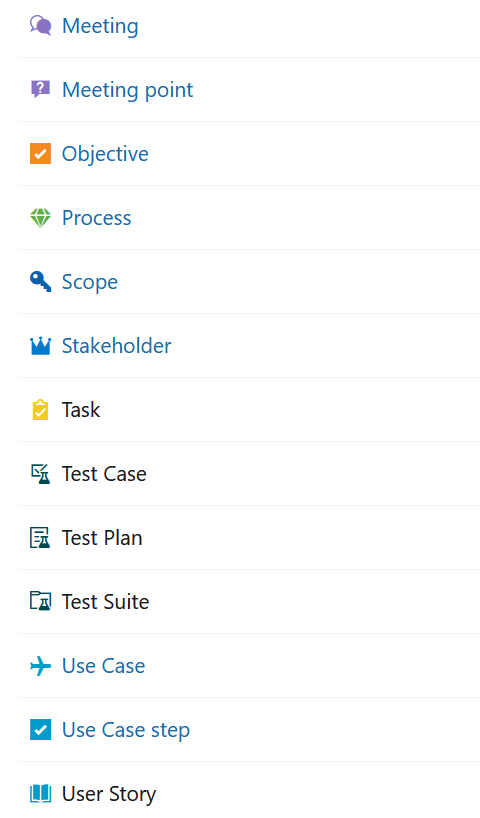 Meeting
Meeting point
Objective
Process
Scope
Stakeholder
Task
Test Case
Test Plan
Test Suite
Use Case
Use Case step
User Story